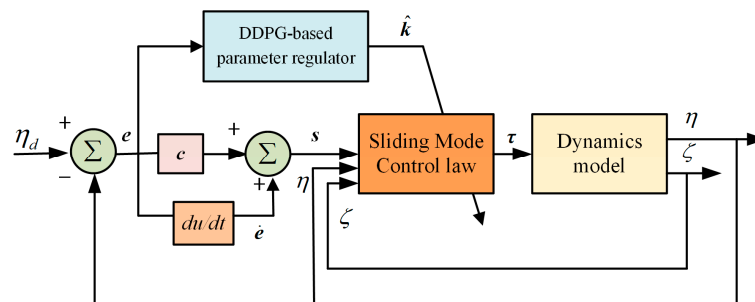 DDPG-based
parameter regulator
k̂
η_d
+
−
Σ
e
c
+
+
Σ
s
η
ζ
Sliding Mode
Control law
τ
Dynamics
model
η
ζ
du/dt
ė